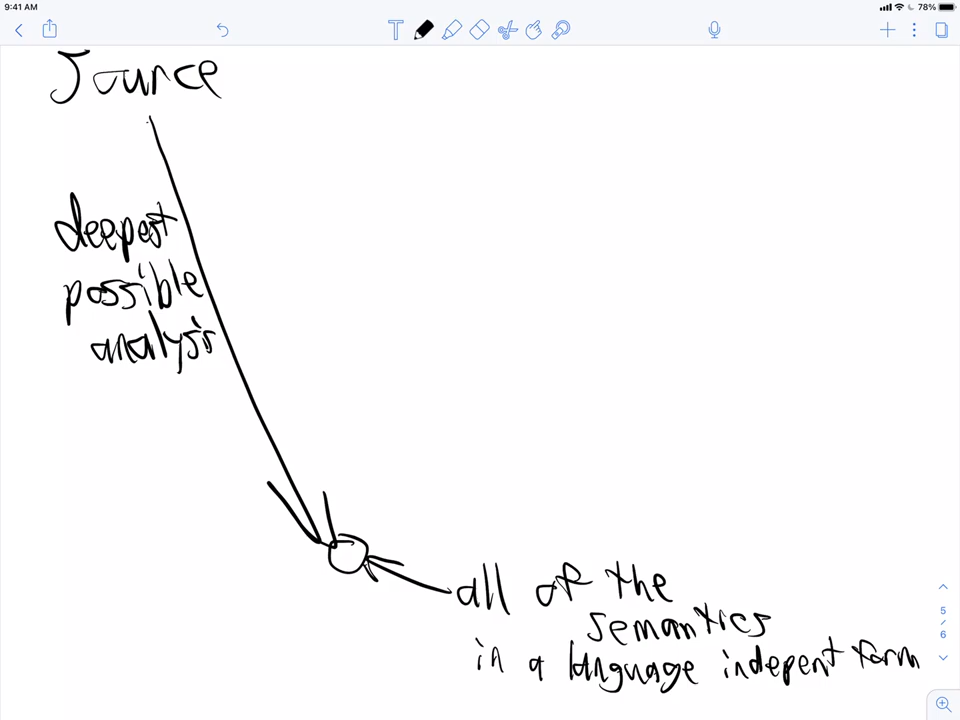 9:41 AM
78%
T
Source
deepest
possible
analysis
all of the
semantics
in a language indepent form
5
/
6